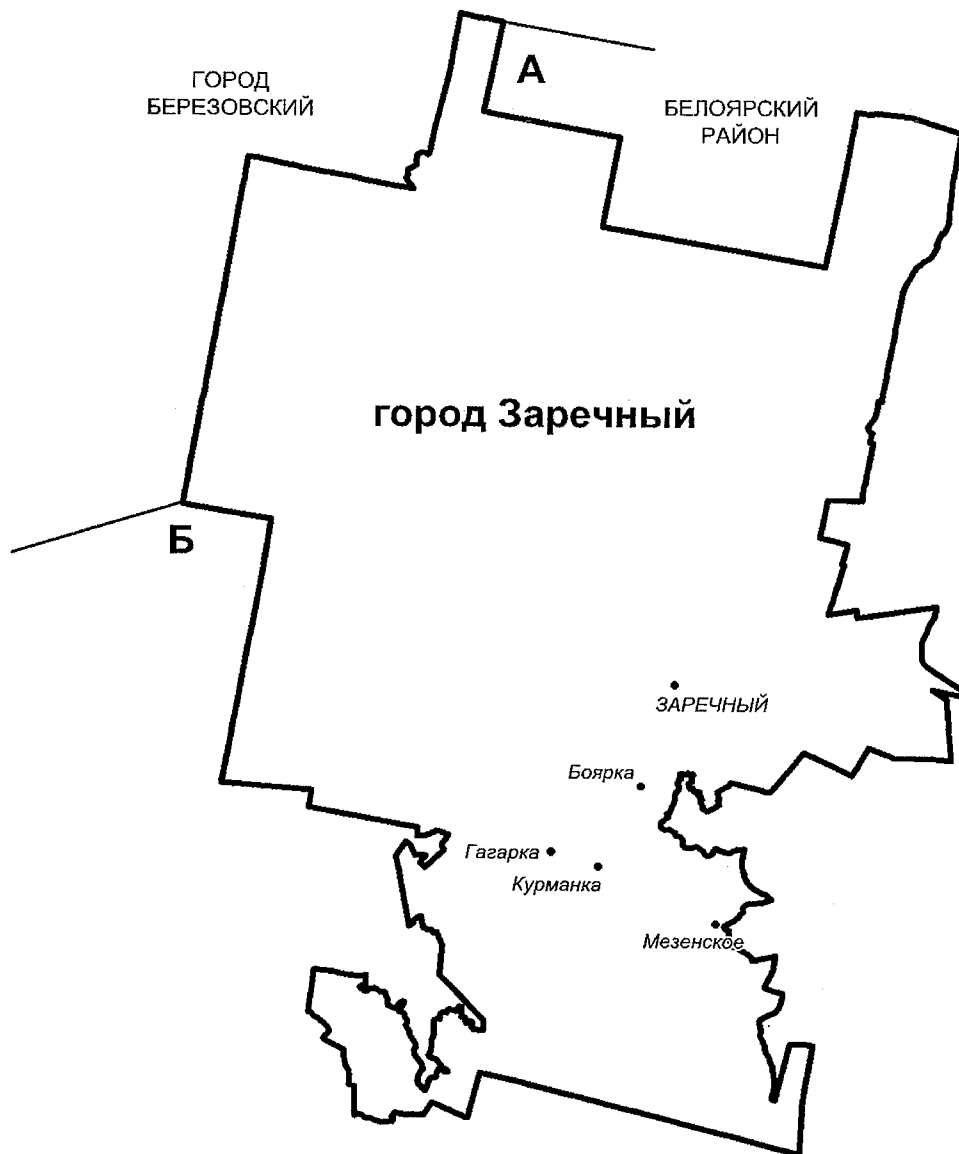 ГОРОД
БЕРЕЗОВСКИЙ
А
БЕЛОЯРСКИЙ
РАЙОН
город Заречный
Б
ЗАРЕЧНЫЙ
Боярка
Гагарка
Курманка
Мезенское